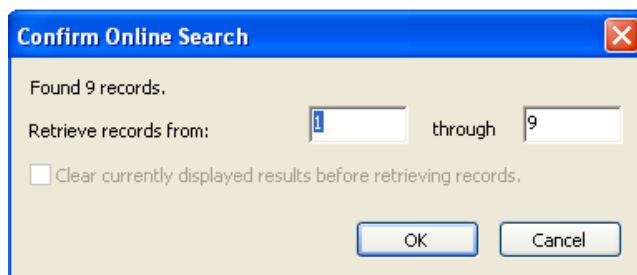 Confirm Online Search
Found 9 records.
Retrieve records from: 1 through 9
Clear currently displayed results before retrieving records.
OK Cancel